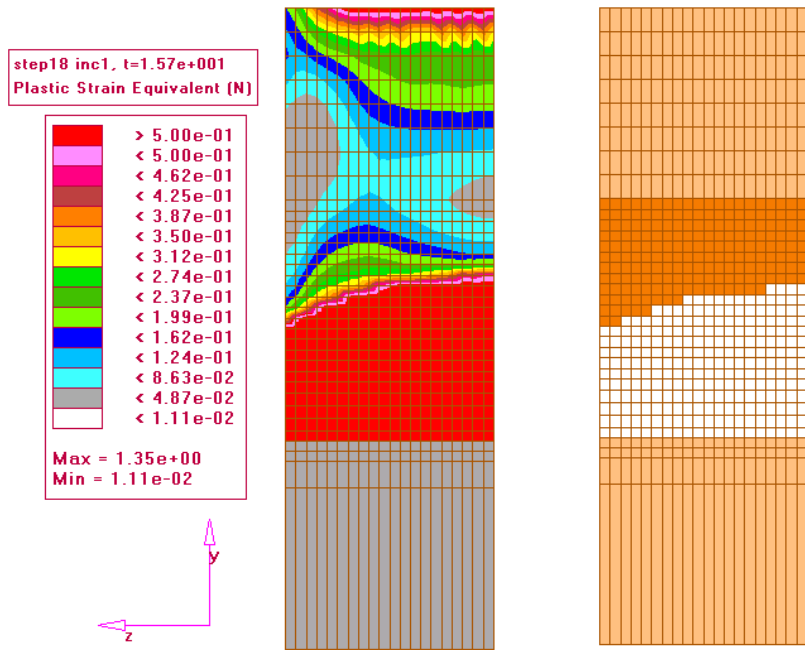 step18 inc1, t=1.57e+001
Plastic Strain Equivalent (N)
> 5.00e-01
< 5.00e-01
< 4.62e-01
< 4.25e-01
< 3.87e-01
< 3.50e-01
< 3.12e-01
< 2.74e-01
< 2.37e-01
< 1.99e-01
< 1.62e-01
< 1.24e-01
< 8.63e-02
< 4.87e-02
< 1.11e-02
Max = 1.35e+00
Min = 1.11e-02
y
z